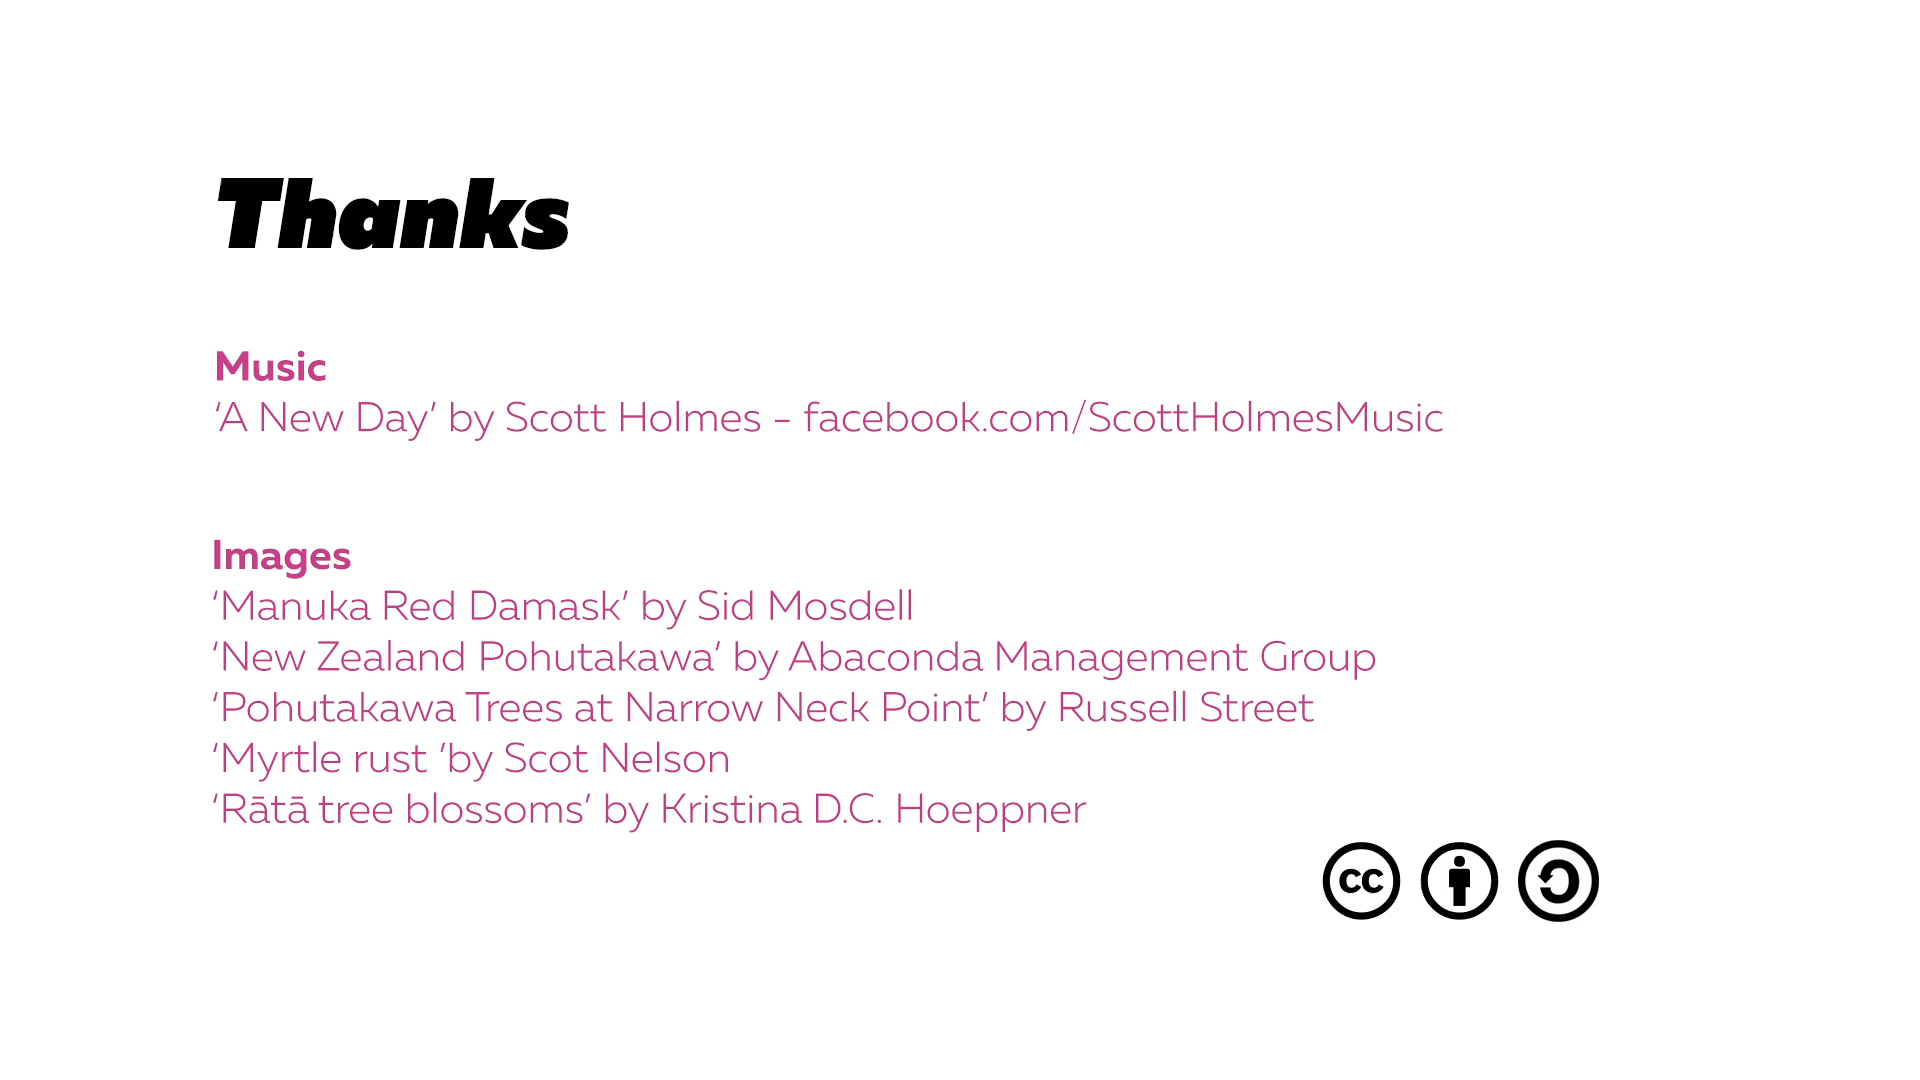 Thanks
Music
‘A New Day’ by Scott Holmes - facebook.com/ScottHolmesMusic
Images
‘Manuka Red Damask’ by Sid Mosdell
‘New Zealand Pohutakawa’ by Abaconda Management Group
‘Pohutakawa Trees at Narrow Neck Point’ by Russell Street
‘Myrtle rust ’by Scot Nelson
‘Rātā tree blossoms’ by Kristina D.C. Hoeppner
cc